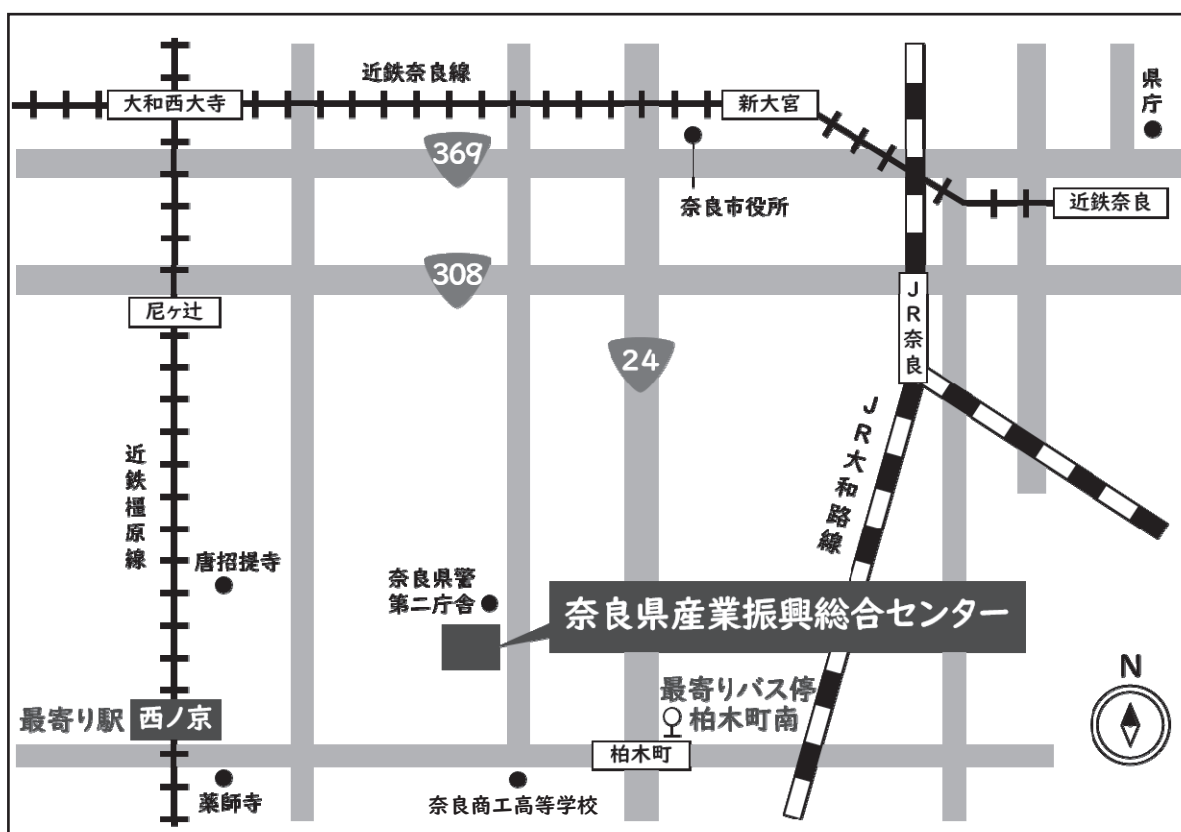 近鉄奈良線
県庁
大和西大寺
新大宮
369
奈良市役所
近鉄奈良
308
尼ヶ辻
JR奈良
24
JR大和路線
近鉄橿原線
唐招提寺
奈良県警
第二庁舎
奈良県産業振興総合センター
最寄りバス停
柏木町南
N
最寄り駅 西ノ京
柏木町
薬師寺
奈良商工高等学校